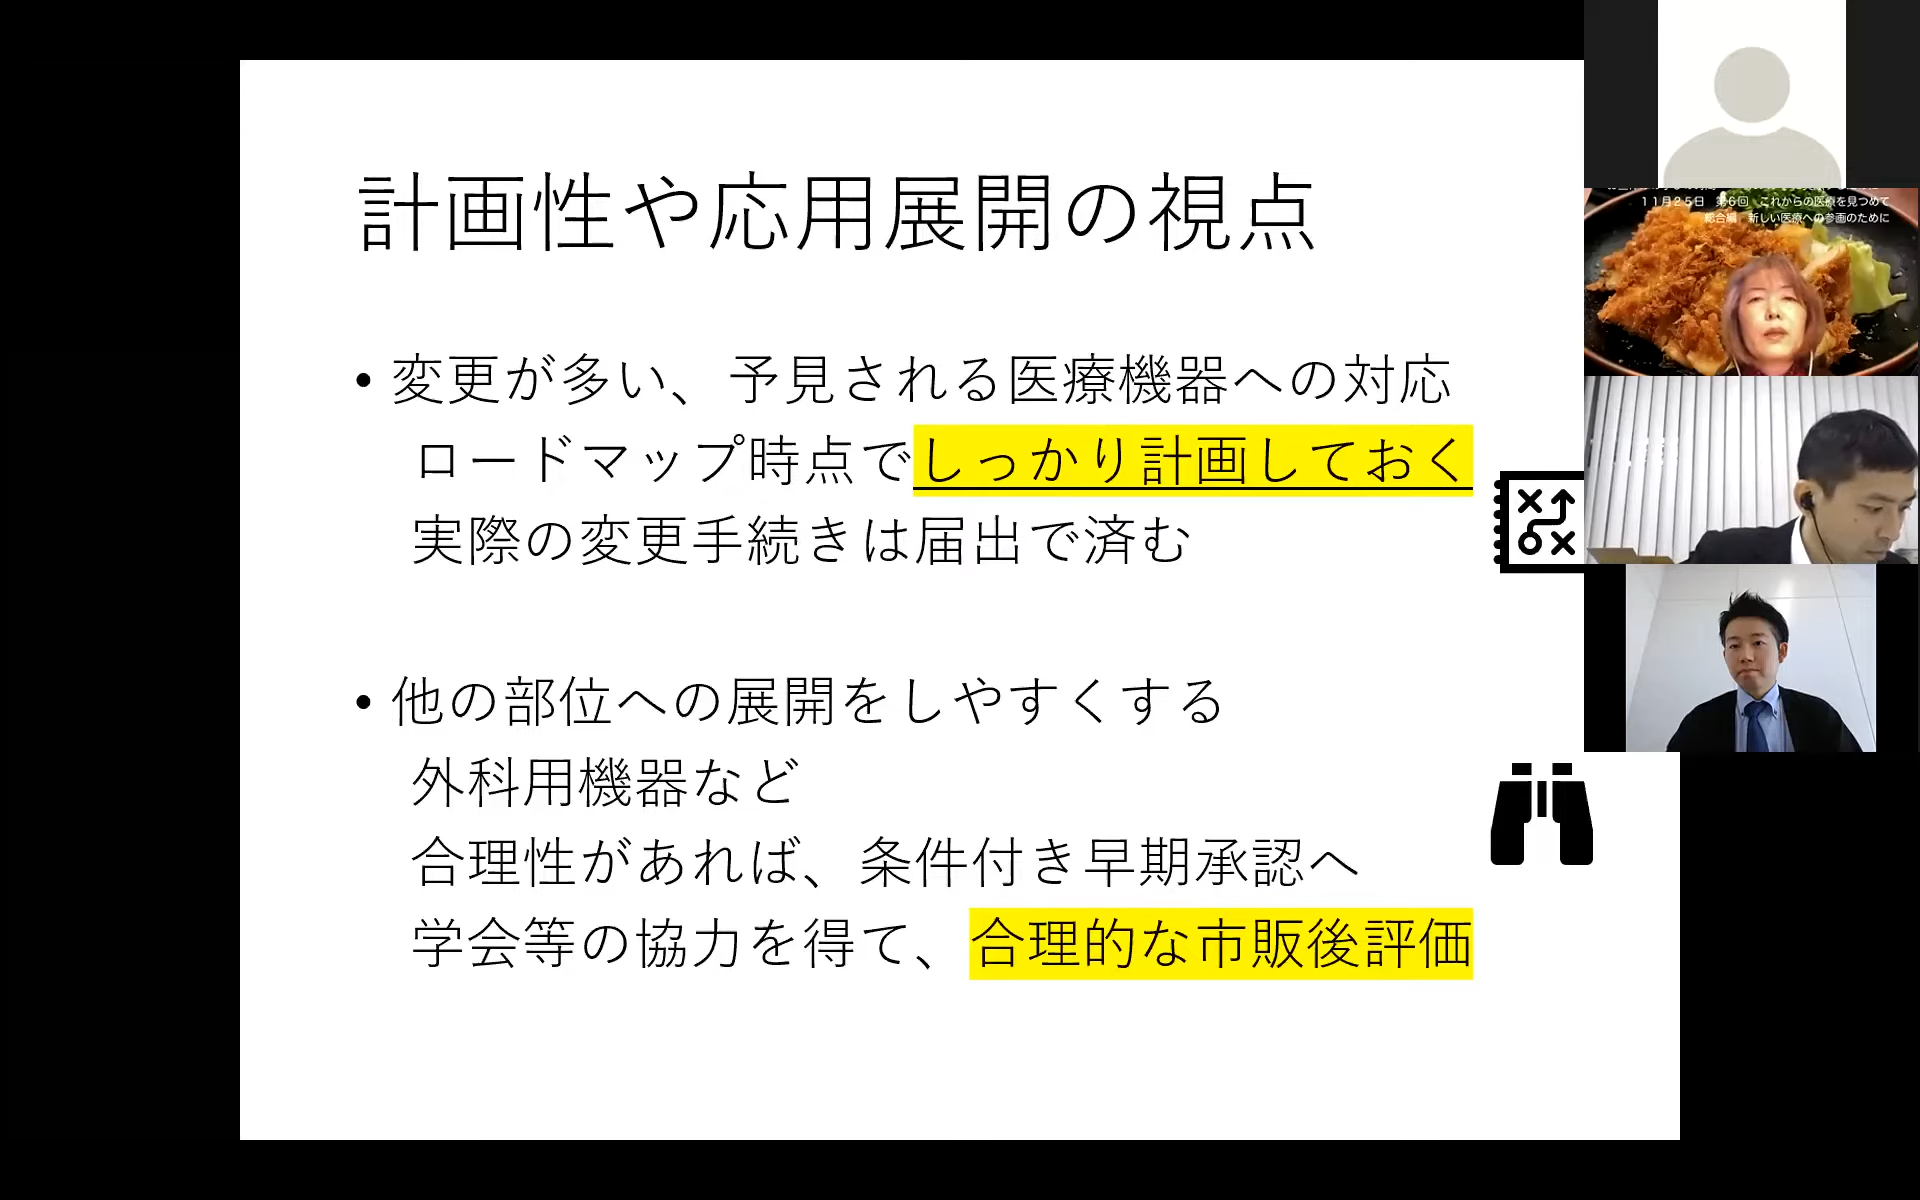 計画性や応用展開の視点
• 変更が多い、予見される医療機器への対応
ロードマップ時点でしっかり計画しておく
実際の変更手続きは届出で済む
• 他の部位への展開をしやすくする
外科用機器など
合理性があれば、条件付き早期承認へ
学会等の協力を得て、合理的な市販後評価
11月25日 第6回 これからの医療を見つめて
総合編 新しい医療への参画のために